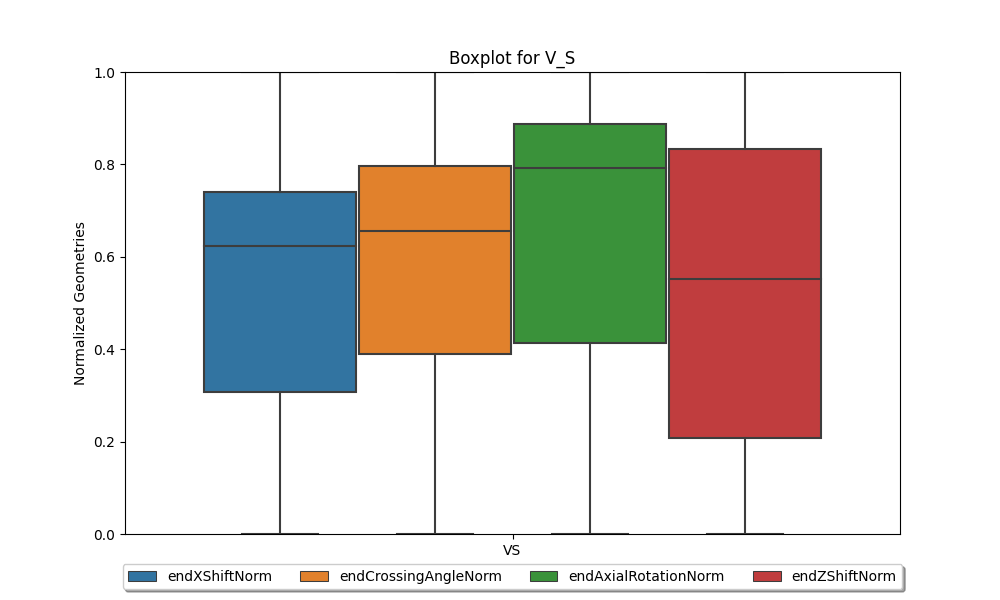 Boxplot for V_S
1.0
0.8
0.6
0.4
0.2
0.0
Normalized Geometries
VS
endXShiftNorm endCrossingAngleNorm endAxialRotationNorm endZShiftNorm